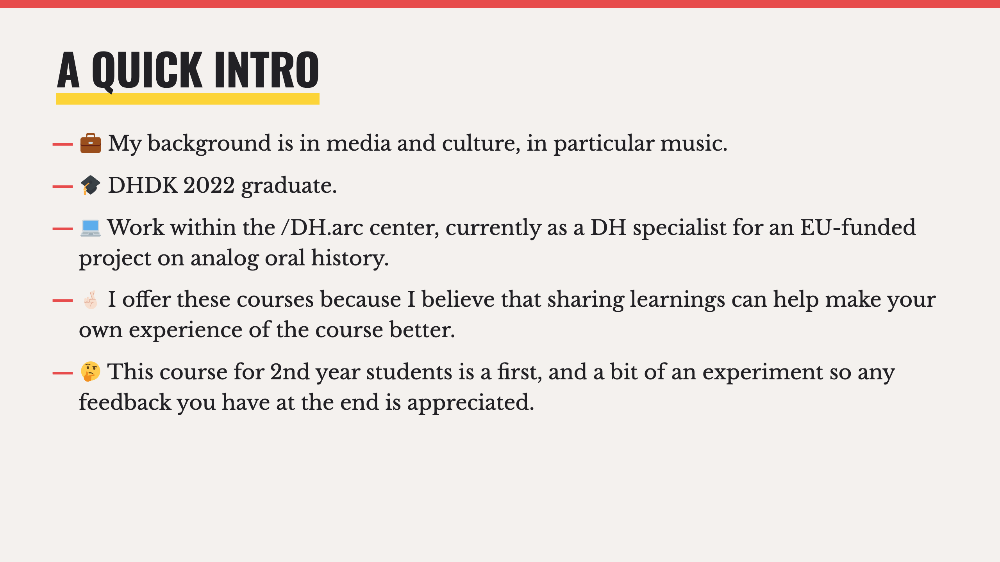 A QUICK INTRO
— 💼 My background is in media and culture, in particular music.
— 🎓 DHDK 2022 graduate.
— 💻 Work within the /DH.arc center, currently as a DH specialist for an EU-funded
project on analog oral history.
— 🤞🏻 I offer these courses because I believe that sharing learnings can help make your
own experience of the course better.
— 🤔 This course for 2nd year students is a first, and a bit of an experiment so any
feedback you have at the end is appreciated.